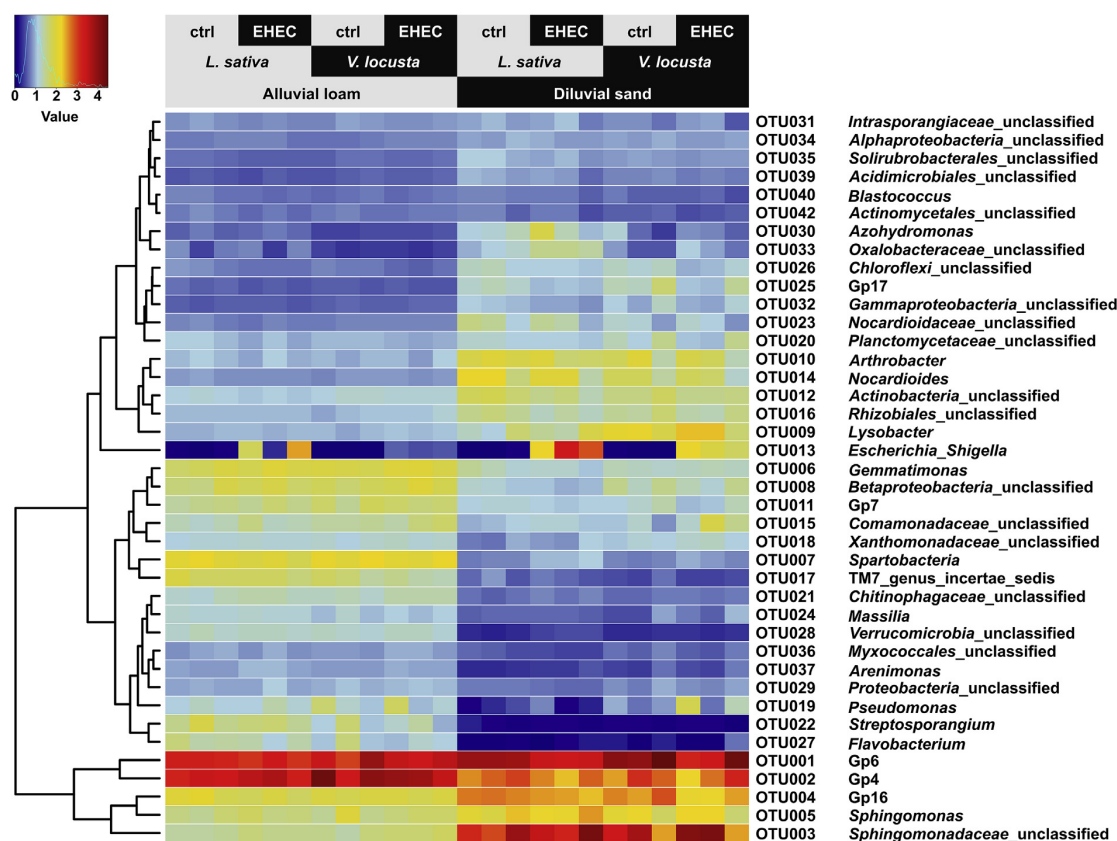 ctrl EHEC ctrl EHEC ctrl EHEC ctrl EHEC
L. sativa V. locusta L. sativa V. locusta
Alluvial loam Diluvial sand
0 1 2 3 4
Value
OTU031 Intrasporangiaceae_unclassified
OTU034 Alphaproteobacteria_unclassified
OTU035 Solirubrobacterales_unclassified
OTU039 Acidimicrobiales_unclassified
OTU040 Blastococcus
OTU042 Actinomycetales_unclassified
OTU030 Azohydromonas
OTU033 Oxalobacteraceae_unclassified
OTU026 Chloroflexi_unclassified
OTU025 Gp17
OTU032 Gammaproteobacteria_unclassified
OTU023 Nocardioidaceae_unclassified
OTU020 Planctomycetaceae_unclassified
OTU010 Arthrobacter
OTU014 Nocardioides
OTU012 Actinobacteria_unclassified
OTU016 Rhizobiales_unclassified
OTU009 Lysobacter
OTU013 Escherichia_Shigella
OTU006 Gemmatimonas
OTU008 Betaproteobacteria_unclassified
OTU011 Gp7
OTU015 Comamonadaceae_unclassified
OTU018 Xanthomonadaceae_unclassified
OTU007 Spartobacteria
OTU017 TM7_genus_incertae_sedis
OTU021 Chitinophagaceae_unclassified
OTU024 Massilia
OTU028 Verrucomicrobia_unclassified
OTU036 Myxococcales_unclassified
OTU037 Arenimonas
OTU029 Proteobacteria_unclassified
OTU019 Pseudomonas
OTU022 Streptosporangium
OTU027 Flavobacterium
OTU001 Gp6
OTU002 Gp4
OTU004 Gp16
OTU005 Sphingomonas
OTU003 Sphingomonadaceae_unclassified